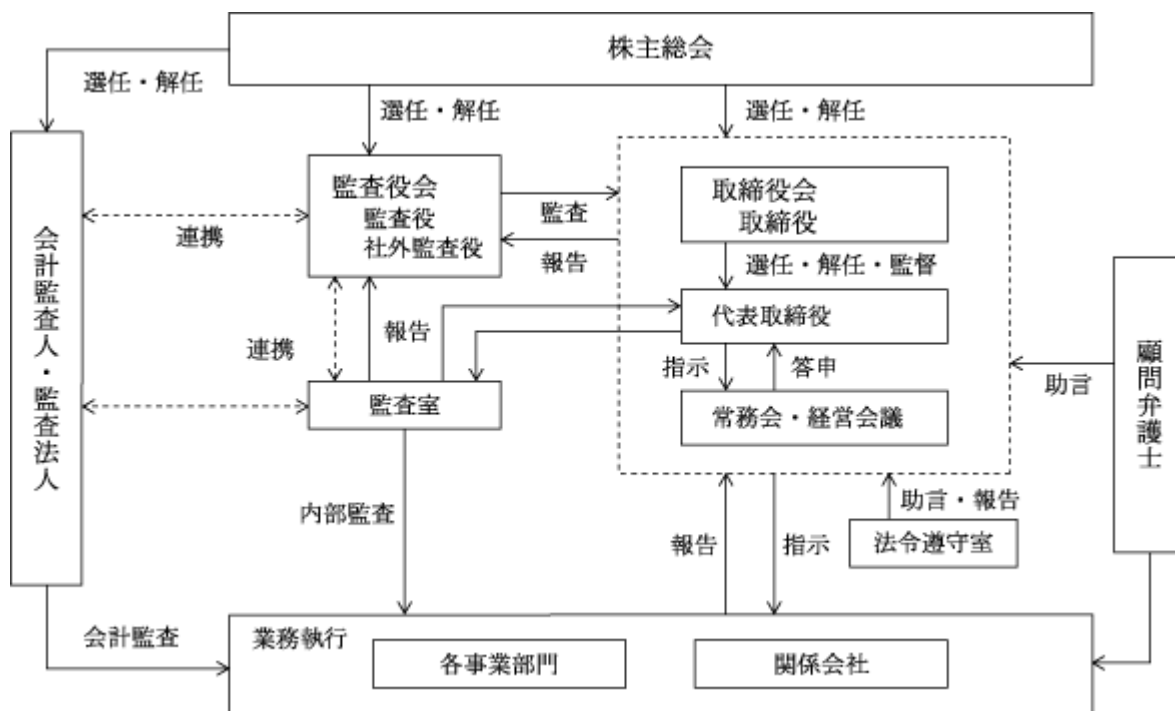 株主総会
選任・解任
選任・解任
選任・解任
監査役会
監査役
社外監査役
監査
報告
取締役会
取締役
選任・解任・監督
代表取締役
連携
会計監査人・監査法人
顧問弁護士
連携
報告
指示
答申
助言
監査室
常務会・経営会議
内部監査
報告
指示
助言・報告
法令遵守室
会計監査
業務執行
各事業部門
関係会社